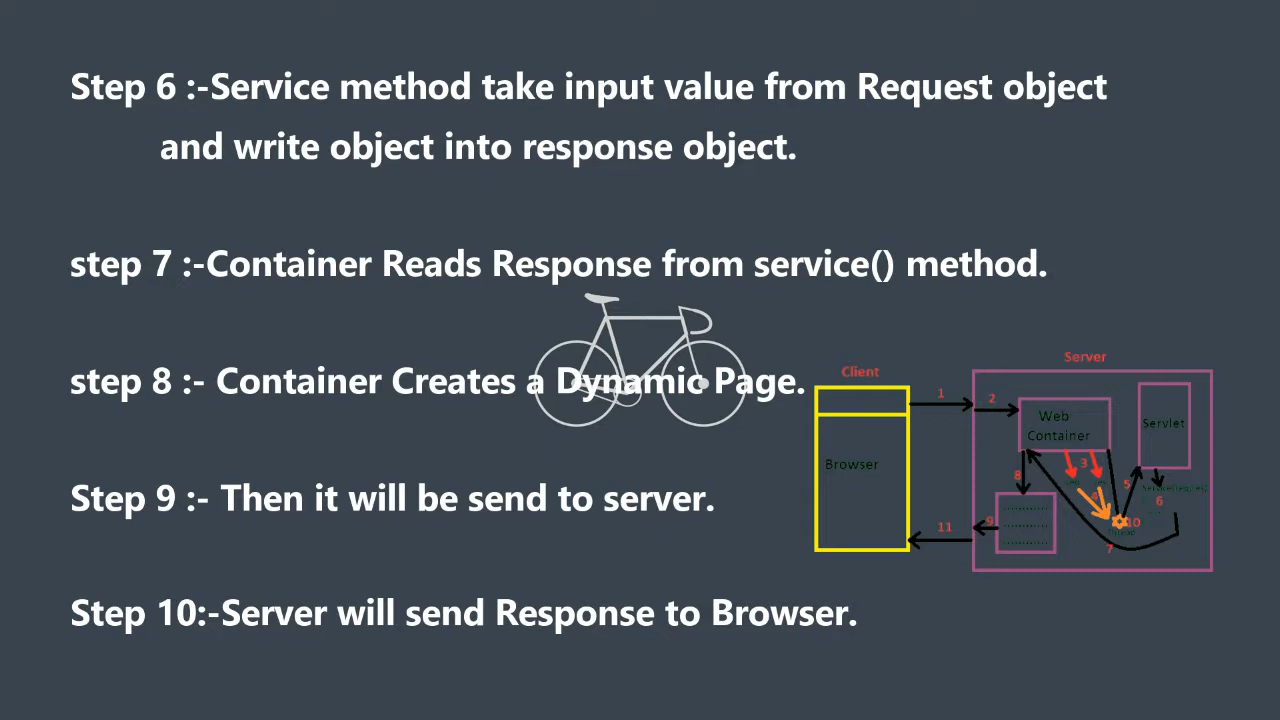 Step 6 :-Service method take input value from Request object
and write object into response object.
step 7 :-Container Reads Response from service() method.
step 8 :- Container Creates a Dynamic Page.
Step 9 :- Then it will be send to server.
Step 10:-Server will send Response to Browser.
Client
Server
1
2
Web
Container
Servlet
Browser
3
8
5
6
9
10
Thread
7
11